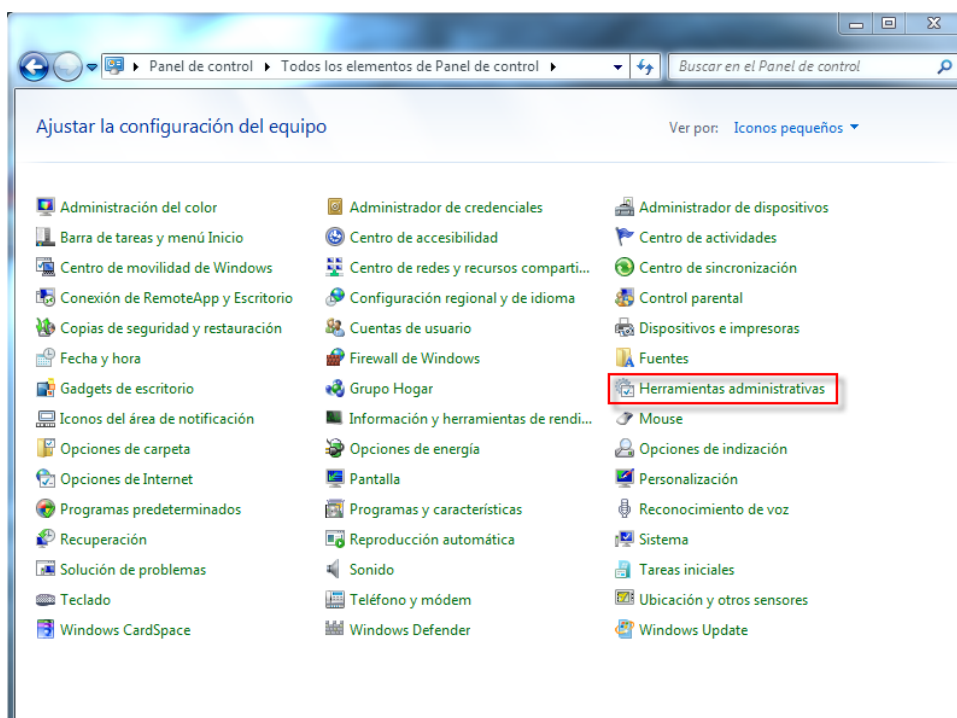 Panel de control Todos los elementos de Panel de control Buscar en el Panel de control
Ajustar la configuración del equipo Ver por: Iconos pequeños
Administración del color Administrador de credenciales Administrador de dispositivos
Barra de tareas y menú Inicio Centro de accesibilidad Centro de actividades
Centro de movilidad de Windows Centro de redes y recursos comparti... Centro de sincronización
Conexión de RemoteApp y Escritorio Configuración regional y de idioma Control parental
Copias de seguridad y restauración Cuentas de usuario Dispositivos e impresoras
Fecha y hora Firewall de Windows Fuentes
Gadgets de escritorio Grupo Hogar Herramientas administrativas
Iconos del área de notificación Información y herramientas de rendi... Mouse
Opciones de carpeta Opciones de energía Opciones de indización
Opciones de Internet Pantalla Personalización
Programas predeterminados Programas y características Reconocimiento de voz
Recuperación Reproducción automática Sistema
Solución de problemas Sonido Tareas iniciales
Teclado Teléfono y módem Ubicación y otros sensores
Windows CardSpace Windows Defender Windows Update